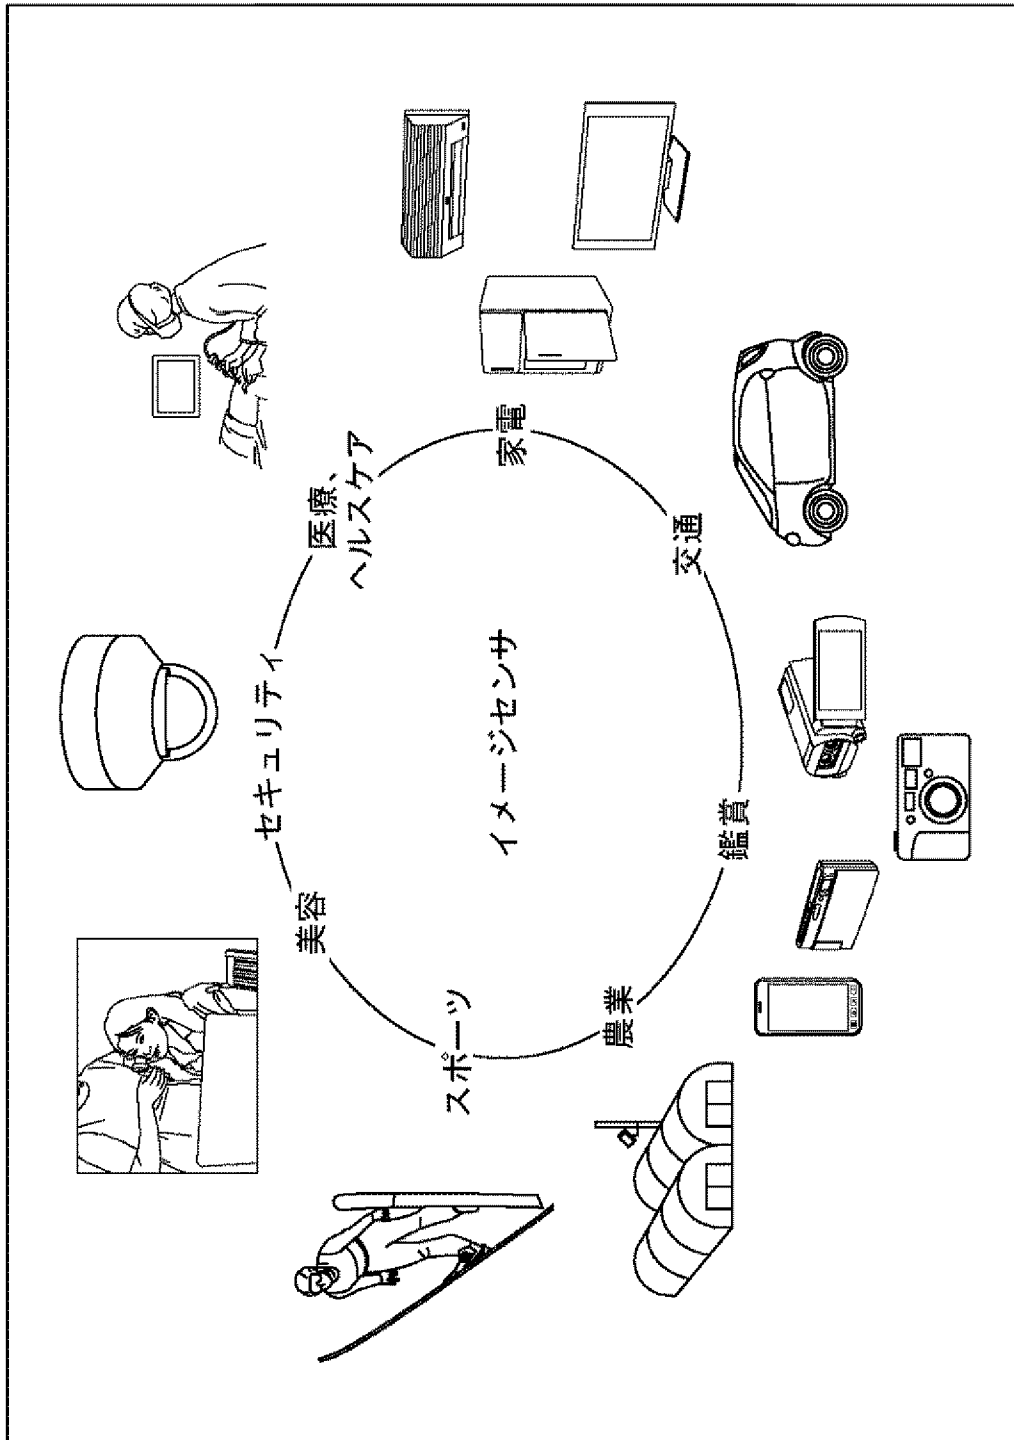 セキュリティ
美容
医療、
ヘルスケア
スポーツ
イメージセンサ
家電
農業
交通
鑑賞